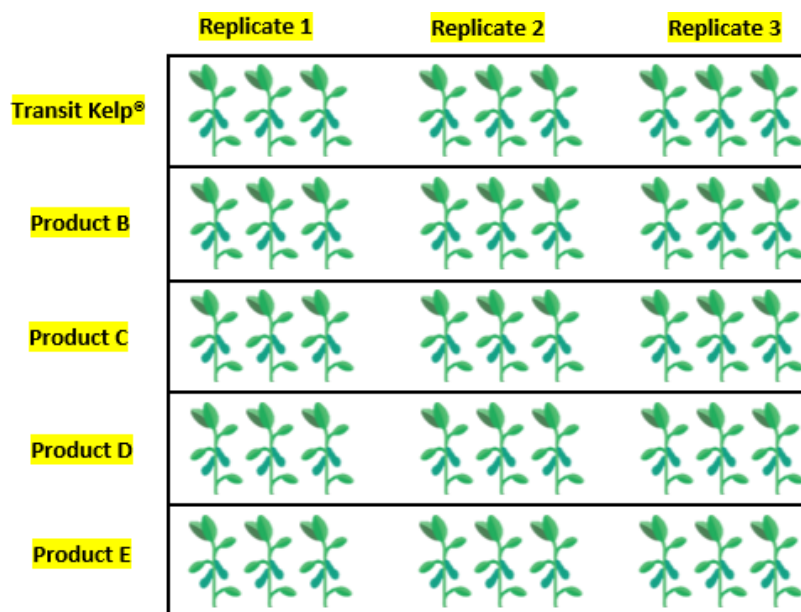 Replicate 1 Replicate 2 Replicate 3
Transit Kelp®
Product B
Product C
Product D
Product E